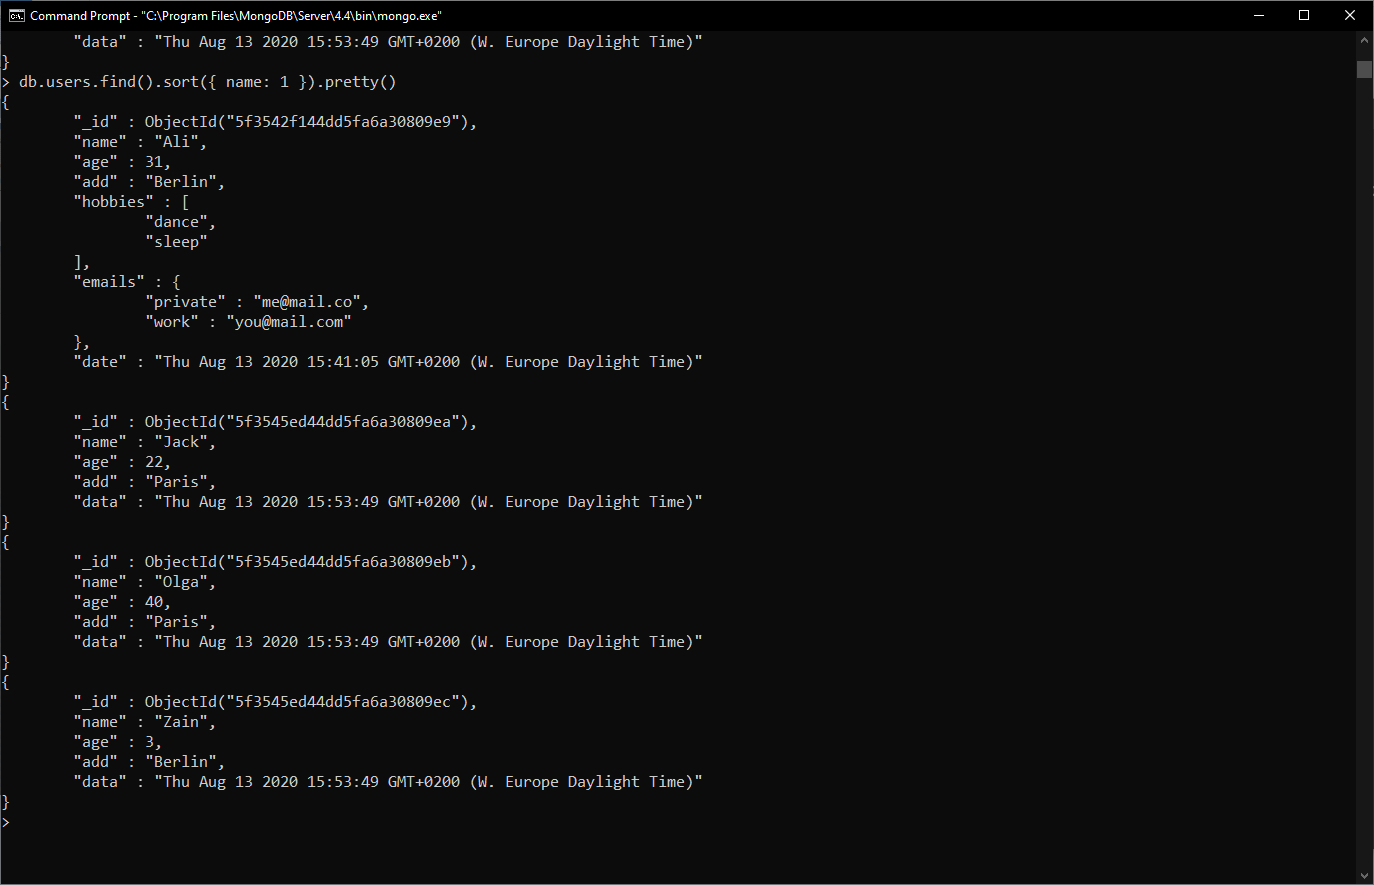 Command Prompt - "C:\Program Files\MongoDB\Server\4.4\bin\mongo.exe"
"data" : "Thu Aug 13 2020 15:53:49 GMT+0200 (W. Europe Daylight Time)"
}
> db.users.find().sort({ name: 1 }).pretty()
{
"_id" : ObjectId("5f3542f144dd5fa6a30809e9"),
"name" : "Ali",
"age" : 31,
"add" : "Berlin",
"hobbies" : [
"dance",
"sleep"
],
"emails" : {
"private" : "me@mail.co",
"work" : "you@mail.com"
},
"date" : "Thu Aug 13 2020 15:41:05 GMT+0200 (W. Europe Daylight Time)"
}
{
"_id" : ObjectId("5f3545ed44dd5fa6a30809ea"),
"name" : "Jack",
"age" : 22,
"add" : "Paris",
"data" : "Thu Aug 13 2020 15:53:49 GMT+0200 (W. Europe Daylight Time)"
}
{
"_id" : ObjectId("5f3545ed44dd5fa6a30809eb"),
"name" : "Olga",
"age" : 40,
"add" : "Paris",
"data" : "Thu Aug 13 2020 15:53:49 GMT+0200 (W. Europe Daylight Time)"
}
{
"_id" : ObjectId("5f3545ed44dd5fa6a30809ec"),
"name" : "Zain",
"age" : 3,
"add" : "Berlin",
"data" : "Thu Aug 13 2020 15:53:49 GMT+0200 (W. Europe Daylight Time)"
}
>